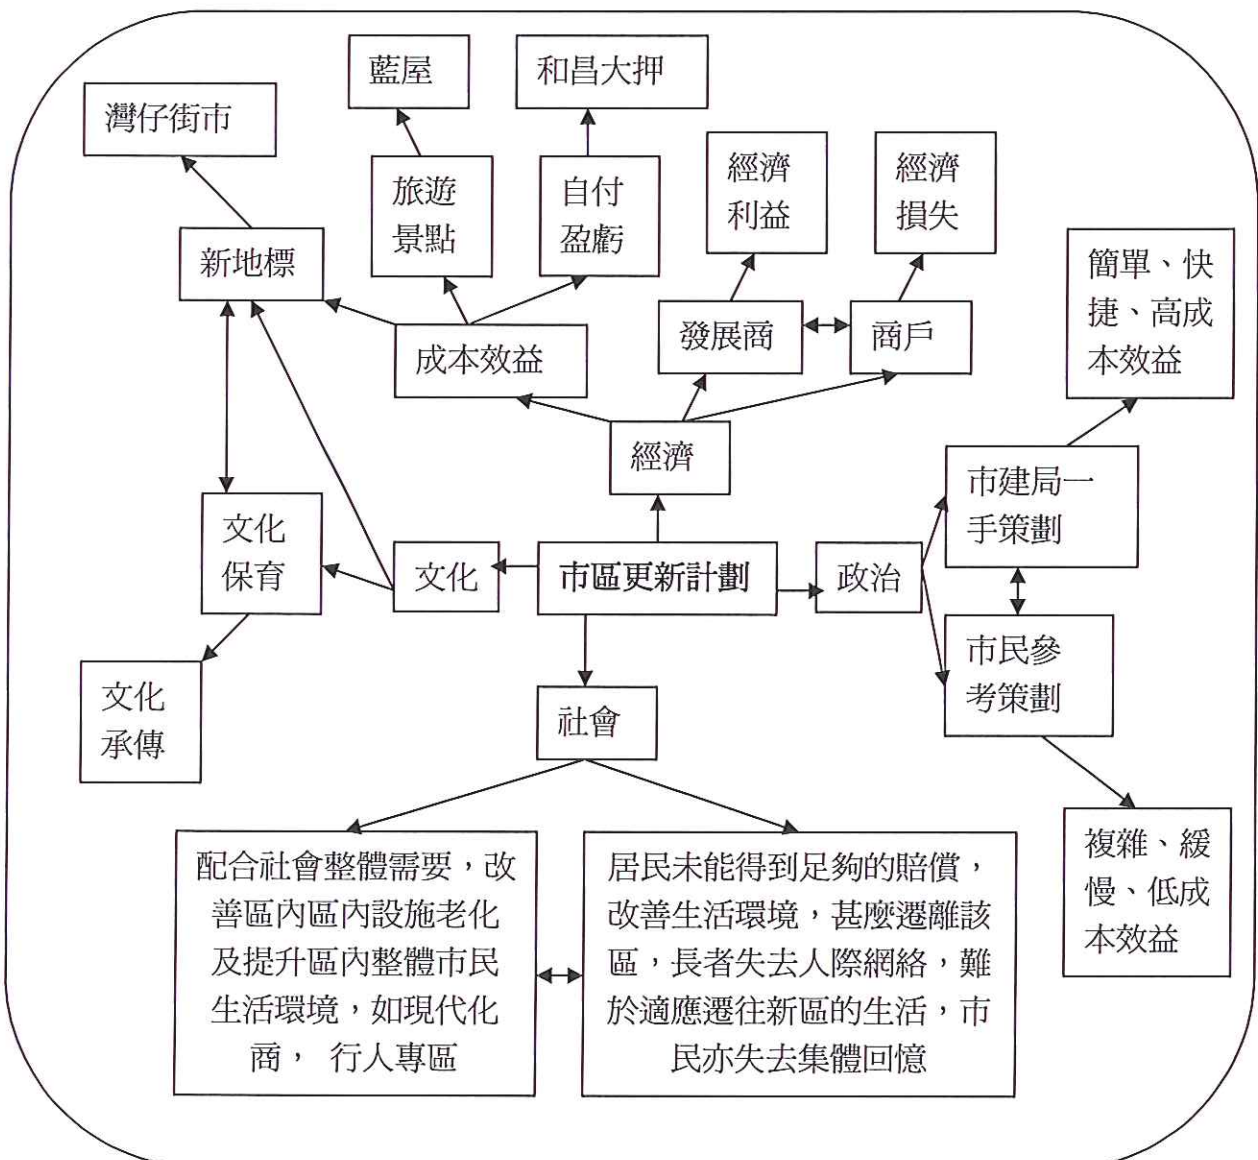 藍屋
和昌大押
灣仔街市
旅遊
景點
自付
盈虧
經濟
利益
經濟
損失
新地標
簡單、快
捷、高成
本效益
成本效益
發展商
商戶
經濟
市建局一
手策劃
文化
保育
文化
市區更新計劃
政治
市民參
考策劃
文化
承傳
社會
配合社會整體需要，改
善區內區內設施老化
及提升區內整體市民
生活環境，如現代化
商， 行人專區
居民未能得到足夠的賠償，
改善生活環境，甚麼遷離該
區，長者失去人際網絡，難
於適應遷往新區的生活，市
民亦失去集體回憶
複雜、緩
慢、低成
本效益